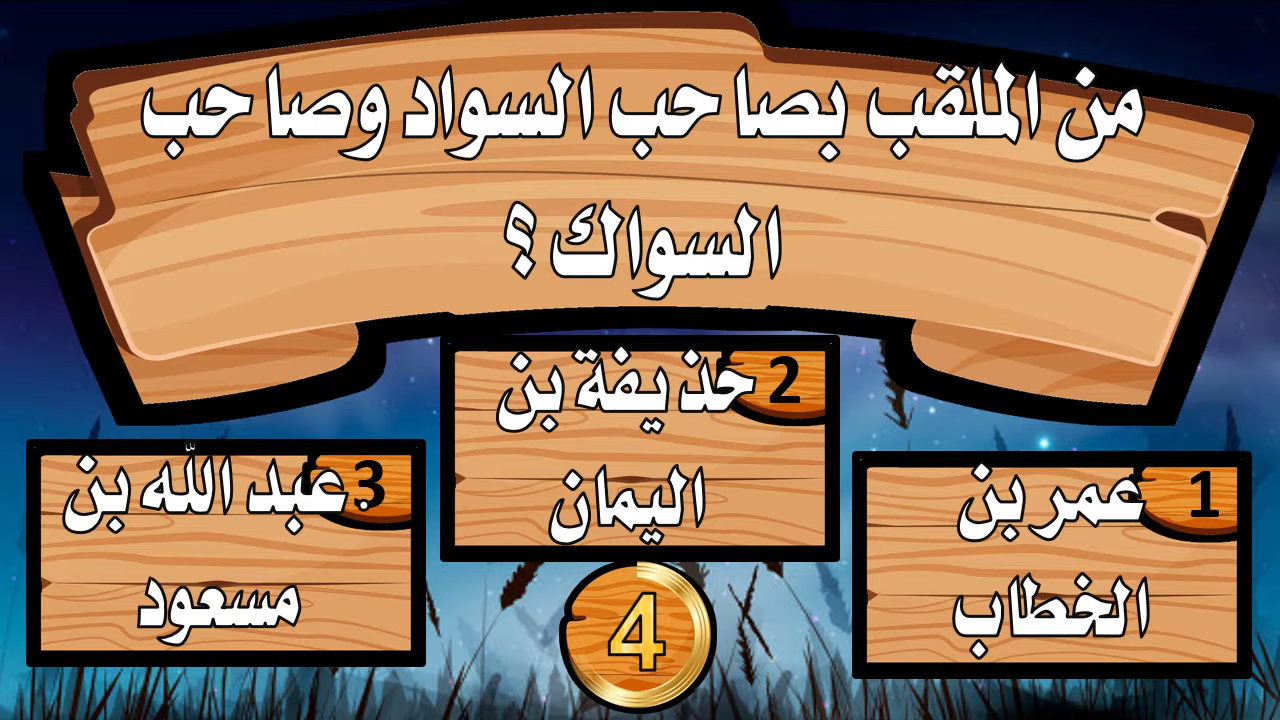 من الملقب بصاحب السواد وصاحب
السواك ؟
1
عمر بن
الخطاب
2
حذيفة بن
اليمان
3
عبد الله بن
مسعود
4